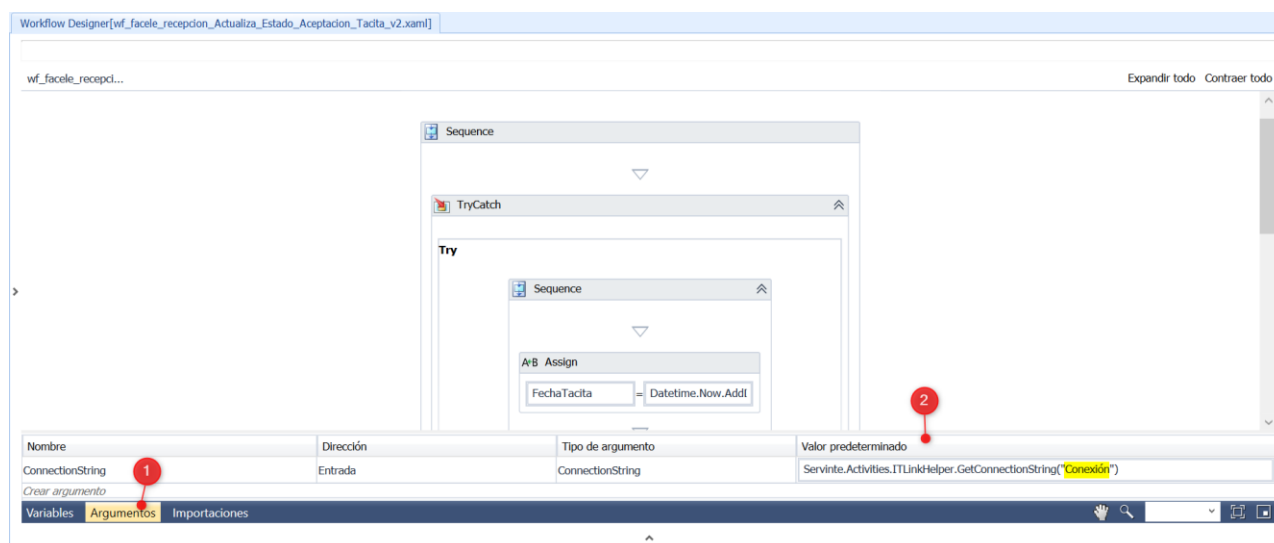 Workflow Designer[wf_facele_recepcion_Actualiza_Estado_Aceptacion_Tacita_v2.xaml]
wf_facele_recepci... Expandir todo Contraer todo
Sequence
TryCatch
Try
Sequence
A+B Assign
FechaTacita = Datetime.Now.AddI
2
Nombre Dirección Tipo de argumento Valor predeterminado
ConnectionString Entrada ConnectionString Servinte.Activities.ITLinkHelper.GetConnectionString("Conexión")
1
Crear argumento
Variables Argumentos Importaciones